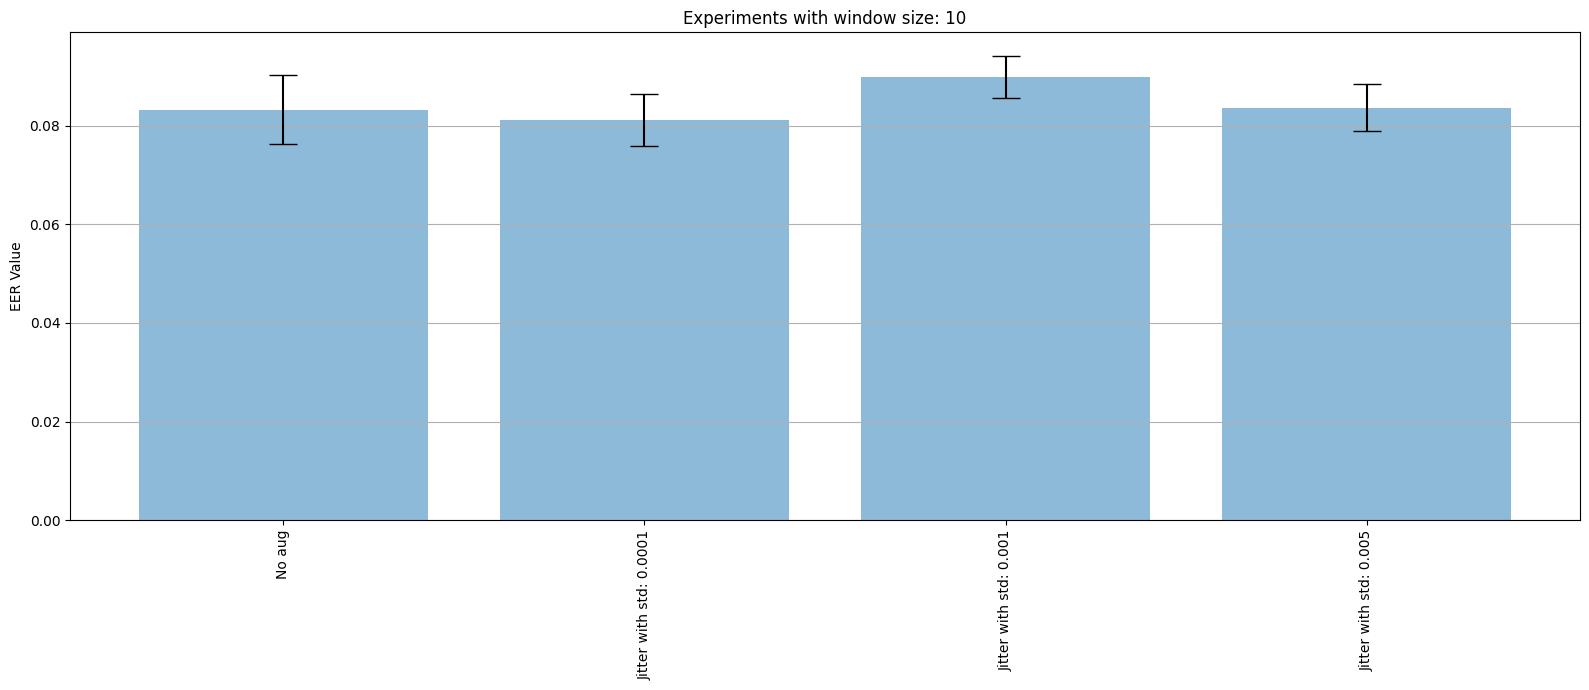 Experiments with window size: 10
EER Value
0.08
0.06
0.04
0.02
0.00
No aug
Jitter with std: 0.0001
Jitter with std: 0.001
Jitter with std: 0.005